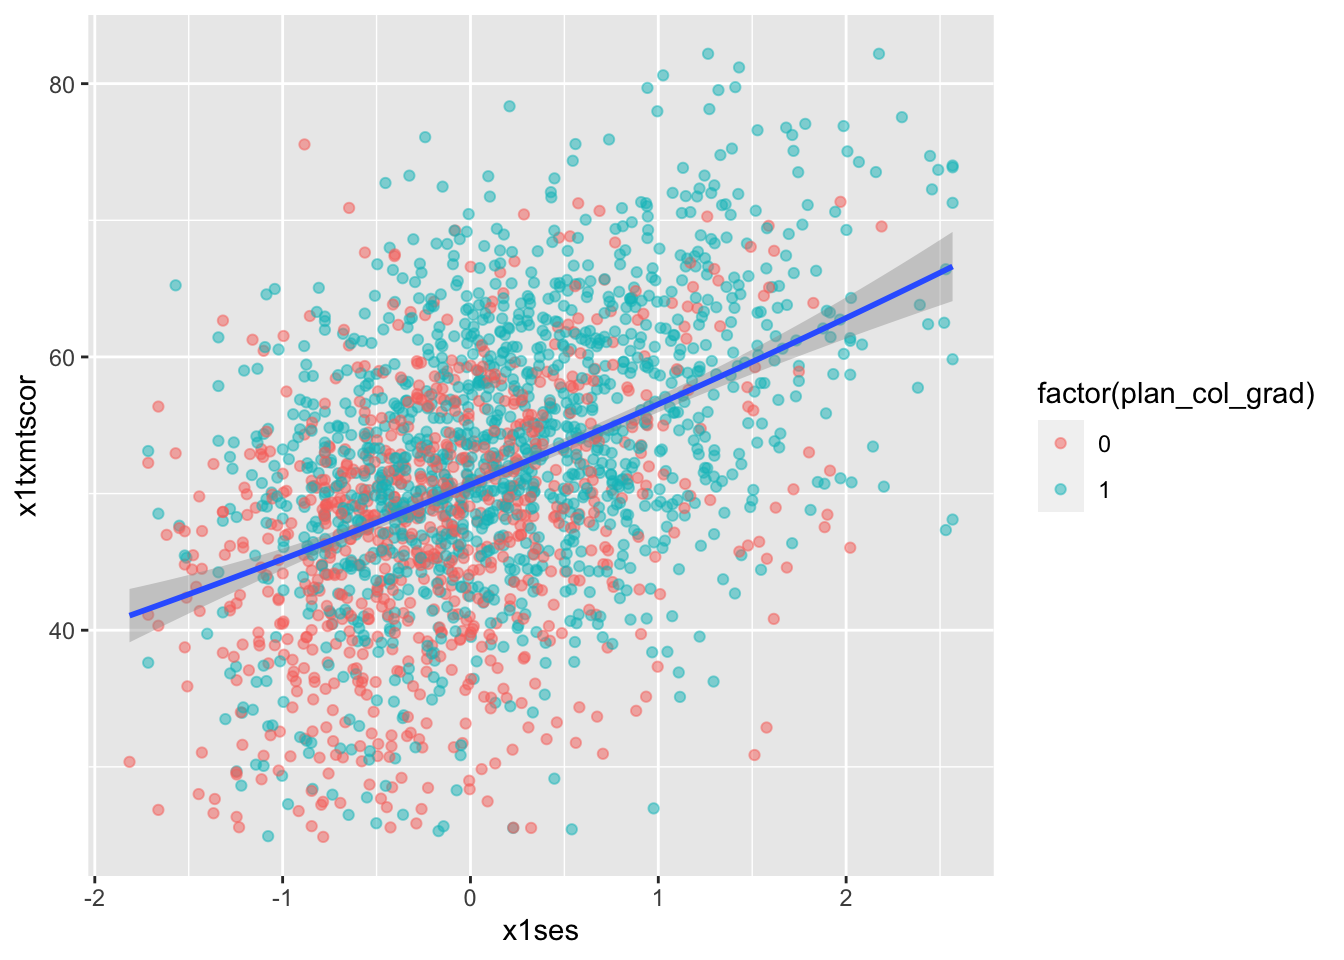 80
60
40
x1txmtscor
-2 -1 0 1 2
x1ses
factor(plan_col_grad)
0
1